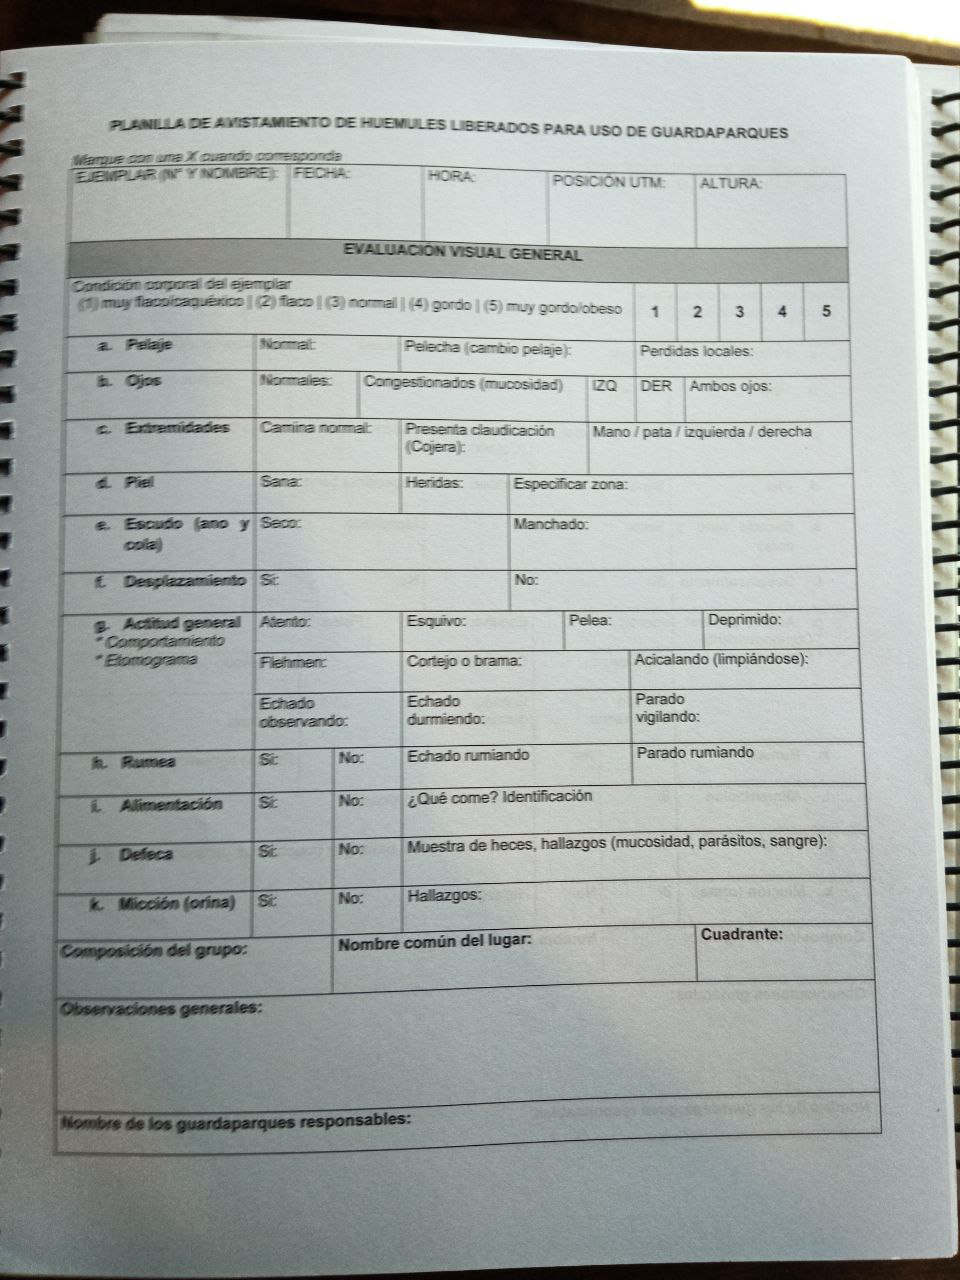 PLANILLA DE AVISTAMIENTO DE HUEMULES LIBERADOS PARA USO DE GUARDAPARQUES
Marque con una X cuando corresponda
EJEMPLAR (N° Y NOMBRE): FECHA: HORA: POSICIÓN UTM: ALTURA:
EVALUACIÓN VISUAL GENERAL
Condición corporal del ejemplar
(1) muy flaco/caquéxico | (2) flaco | (3) normal | (4) gordo | (5) muy gordo/obeso 1 2 3 4 5
a. Pelaje Normal: Pelecha (cambio pelaje): Perdidas locales:
b. Ojos Normales: Congestionados (mucosidad) IZQ DER Ambos ojos:
c. Extremidades Camina normal: Presenta claudicación (Cojera): Mano / pata / izquierda / derecha
d. Piel Sana: Heridas: Especificar zona:
e. Escudo (ano y cola) Seco: Manchado:
f. Desplazamiento Si: No:
g. Actitud general Atento: Esquivo: Pelea: Deprimido:
* Comportamiento
* Etomograma Flehmen: Cortejo o brama: Acicalando (limpiándose):
Echado observando: Echado durmiendo: Parado vigilando:
h. Rumea Si: No: Echado rumiando Parado rumiando
i. Alimentación Si: No: ¿Qué come? Identificación
j. Defeca Si: No: Muestra de heces, hallazgos (mucosidad, parásitos, sangre):
k. Micción (orina) Si: No: Hallazgos:
Composición del grupo: Nombre común del lugar: Cuadrante:
Observaciones generales:
Nombre de los guardaparques responsables: